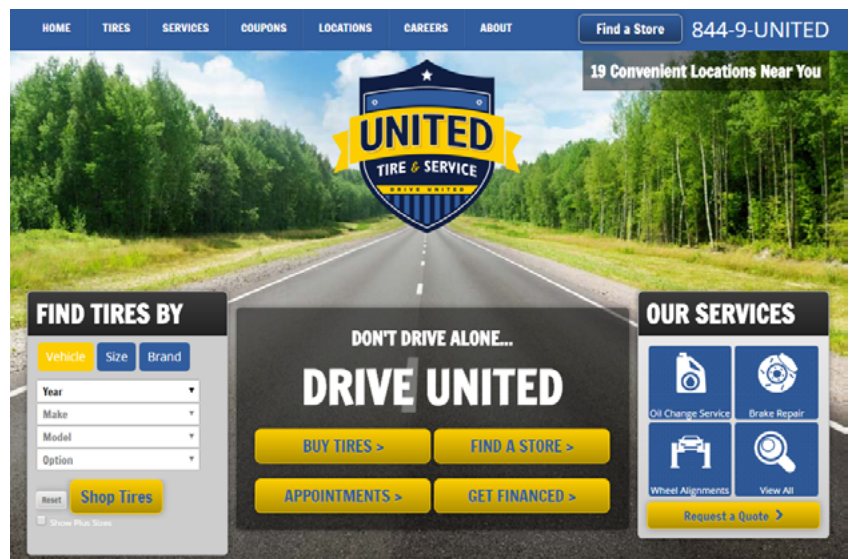 HOME TIRES SERVICES COUPONS LOCATIONS CAREERS ABOUT Find a Store 844-9-UNITED
19 Convenient Locations Near You
UNITED
TIRE & SERVICE
DRIVE UNITED
FIND TIRES BY
Vehicle Size Brand
Year
Make
Model
Option
Reset Shop Tires
Show Plus Sizes
DON'T DRIVE ALONE...
DRIVE UNITED
BUY TIRES > FIND A STORE >
APPOINTMENTS > GET FINANCED >
OUR SERVICES
Oil Change Service Brake Repair
Wheel Alignments View All
Request a Quote >